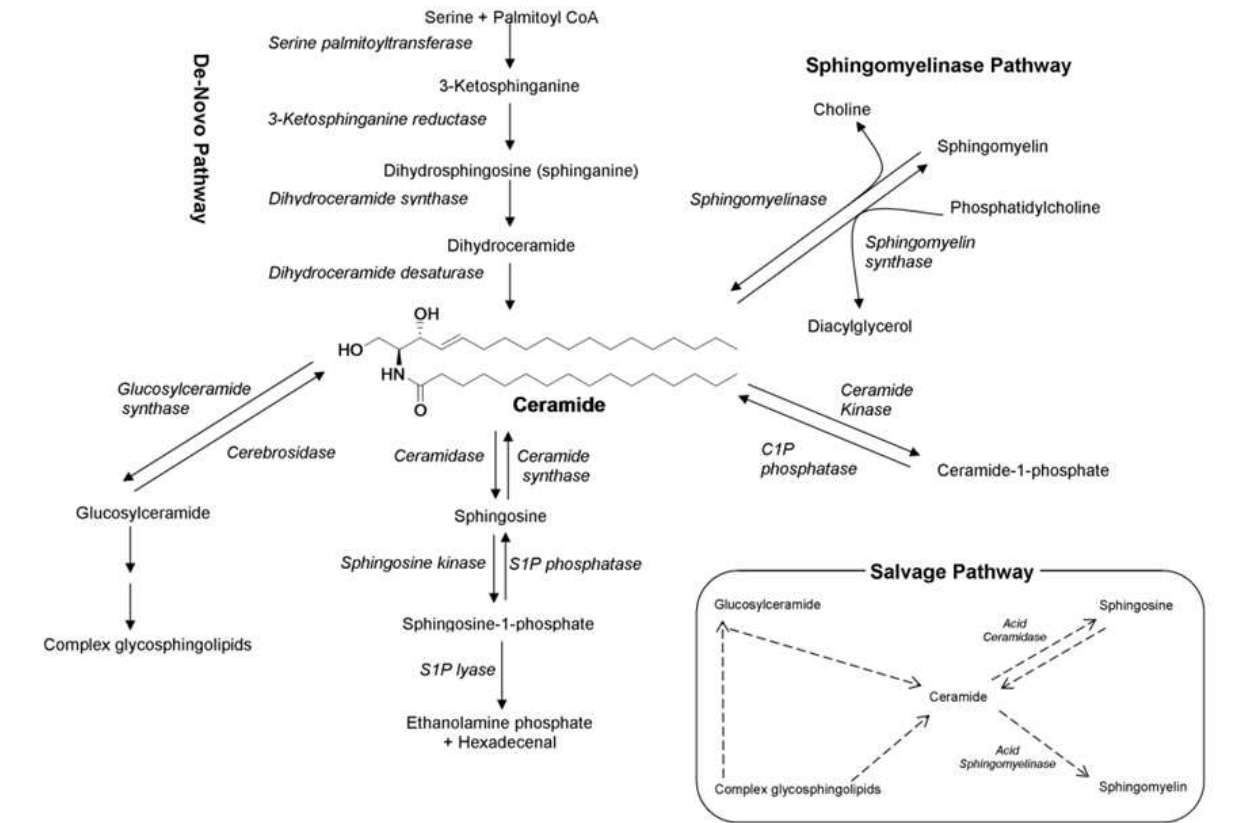 De-Novo Pathway
Serine + Palmitoyl CoA
Serine palmitoyltransferase
3-Ketosphinganine
3-Ketosphinganine reductase
Dihydrosphingosine (sphinganine)
Dihydroceramide synthase
Dihydroceramide
Dihydroceramide desaturase
Sphingomyelinase Pathway
Choline
Sphingomyelin
Sphingomyelinase
Phosphatidylcholine
Sphingomyelin
synthase
Diacylglycerol
OH
HO
HN
O
Ceramide
Glucosylceramide
synthase
Cerebrosidase
Glucosylceramide
Complex glycosphingolipids
Ceramidase
Ceramide
synthase
Sphingosine
Sphingosine kinase
S1P phosphatase
Sphingosine-1-phosphate
S1P lyase
Ethanolamine phosphate
+ Hexadecenal
Ceramide
Kinase
C1P
phosphatase
Ceramide-1-phosphate
Salvage Pathway
Glucosylceramide
Sphingosine
Acid
Ceramidase
Ceramide
Acid
Sphingomyelinase
Complex glycosphingolipids
Sphingomyelin